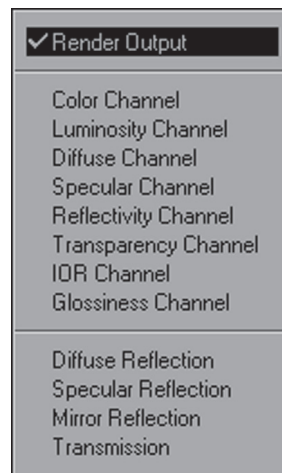 Render Output
Color Channel
Luminosity Channel
Diffuse Channel
Specular Channel
Reflectivity Channel
Transparency Channel
IOR Channel
Glossiness Channel
Diffuse Reflection
Specular Reflection
Mirror Reflection
Transmission